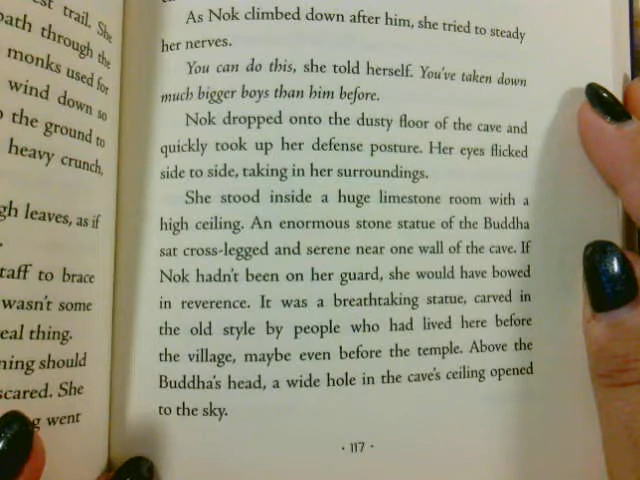 st trail. She
path through the
monks used for
wind down so
the ground to
heavy crunch,
gh leaves, as if
taff to brace
wasn't some
eal thing.
ning should
scared. She
g went
As Nok climbed down after him, she tried to steady
her nerves.
You can do this, she told herself. You've taken down
much bigger boys than him before.
Nok dropped onto the dusty floor of the cave and
quickly took up her defense posture. Her eyes flicked
side to side, taking in her surroundings.
She stood inside a huge limestone room with a
high ceiling. An enormous stone statue of the Buddha
sat cross-legged and serene near one wall of the cave. If
Nok hadn't been on her guard, she would have bowed
in reverence. It was a breathtaking statue, carved in
the old style by people who had lived here before
the village, maybe even before the temple. Above the
Buddha's head, a wide hole in the cave's ceiling opened
to the sky.
· 117 ·